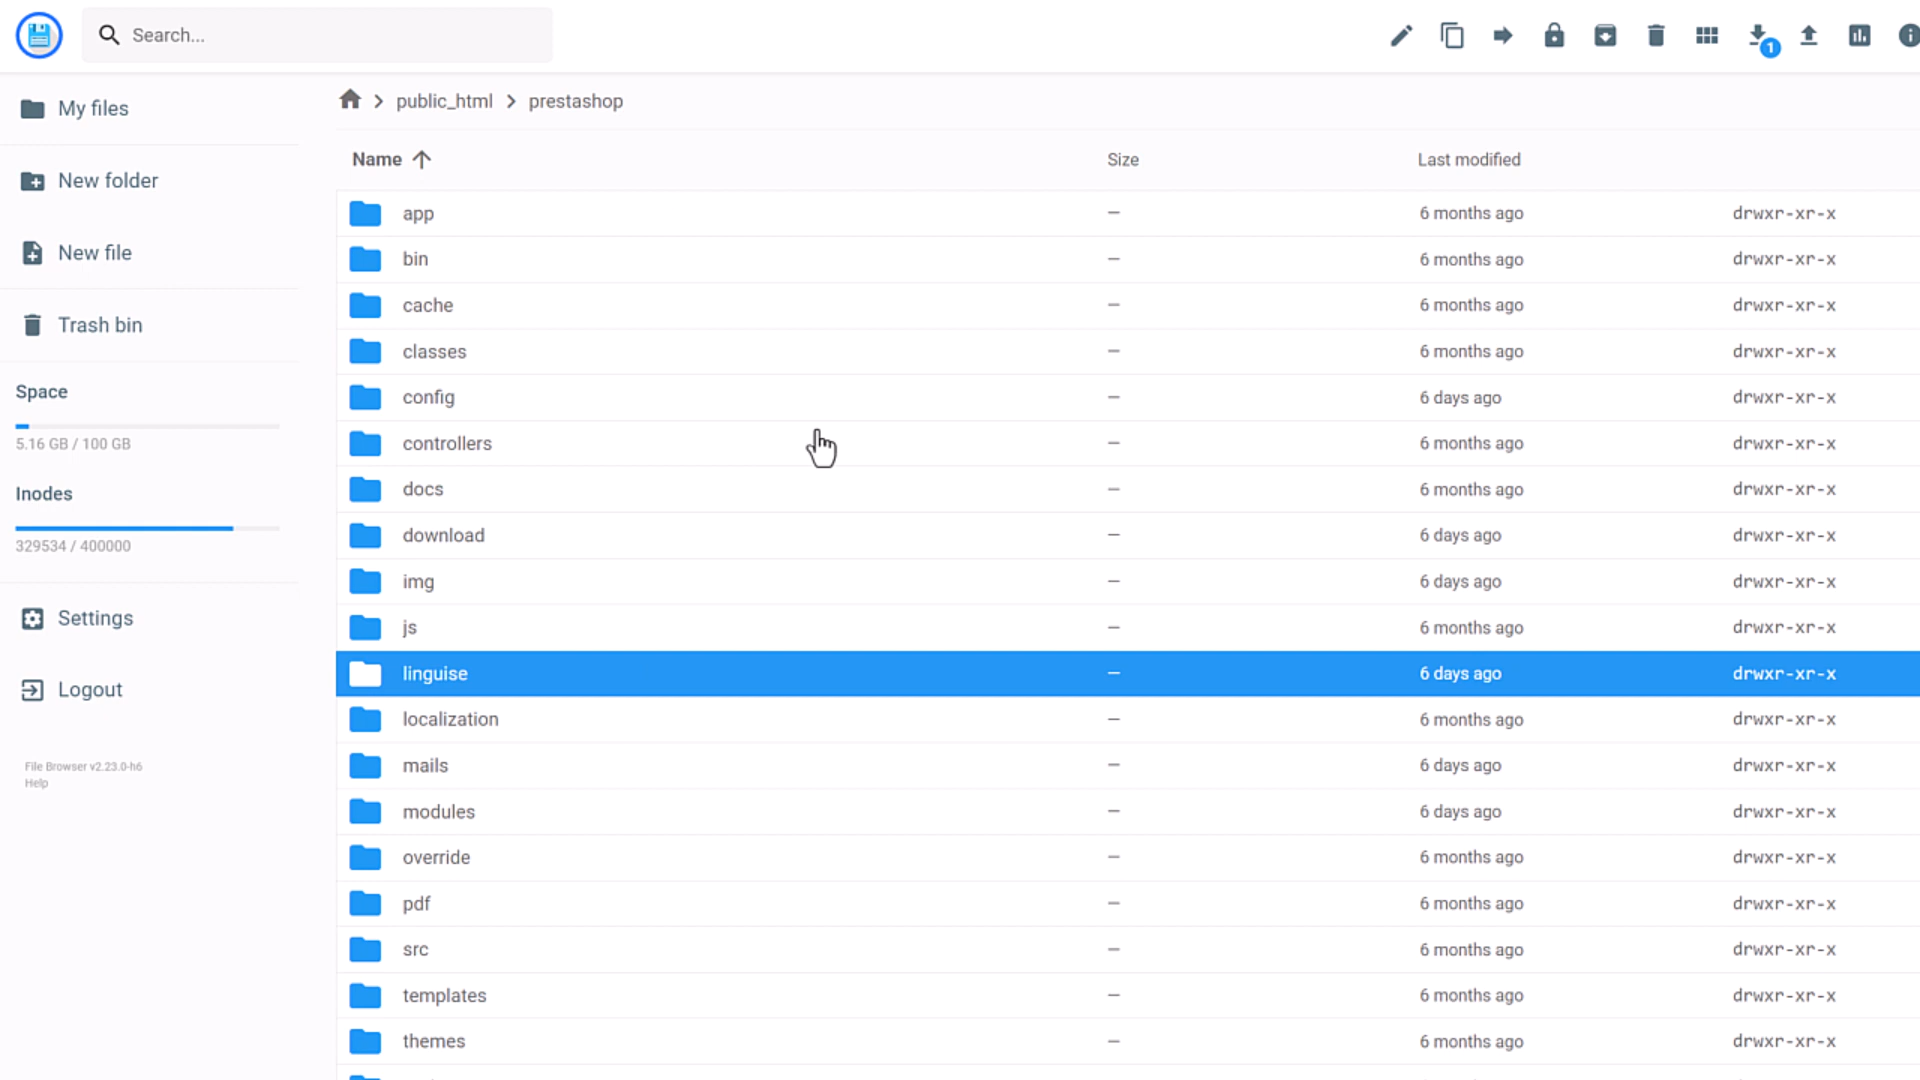 Search...
1
My files
New folder
New file
Trash bin
Space
5.16 GB / 100 GB
Inodes
329534 / 400000
Settings
Logout
File Browser v2.23.0-h6
Help
public_html prestashop
Name Size Last modified
app — 6 months ago drwxr-xr-x
bin — 6 months ago drwxr-xr-x
cache — 6 months ago drwxr-xr-x
classes — 6 months ago drwxr-xr-x
config — 6 days ago drwxr-xr-x
controllers — 6 months ago drwxr-xr-x
docs — 6 months ago drwxr-xr-x
download — 6 days ago drwxr-xr-x
img — 6 days ago drwxr-xr-x
js — 6 months ago drwxr-xr-x
linguise — 6 days ago drwxr-xr-x
localization — 6 months ago drwxr-xr-x
mails — 6 days ago drwxr-xr-x
modules — 6 days ago drwxr-xr-x
override — 6 months ago drwxr-xr-x
pdf — 6 months ago drwxr-xr-x
src — 6 months ago drwxr-xr-x
templates — 6 months ago drwxr-xr-x
themes — 6 months ago drwxr-xr-x